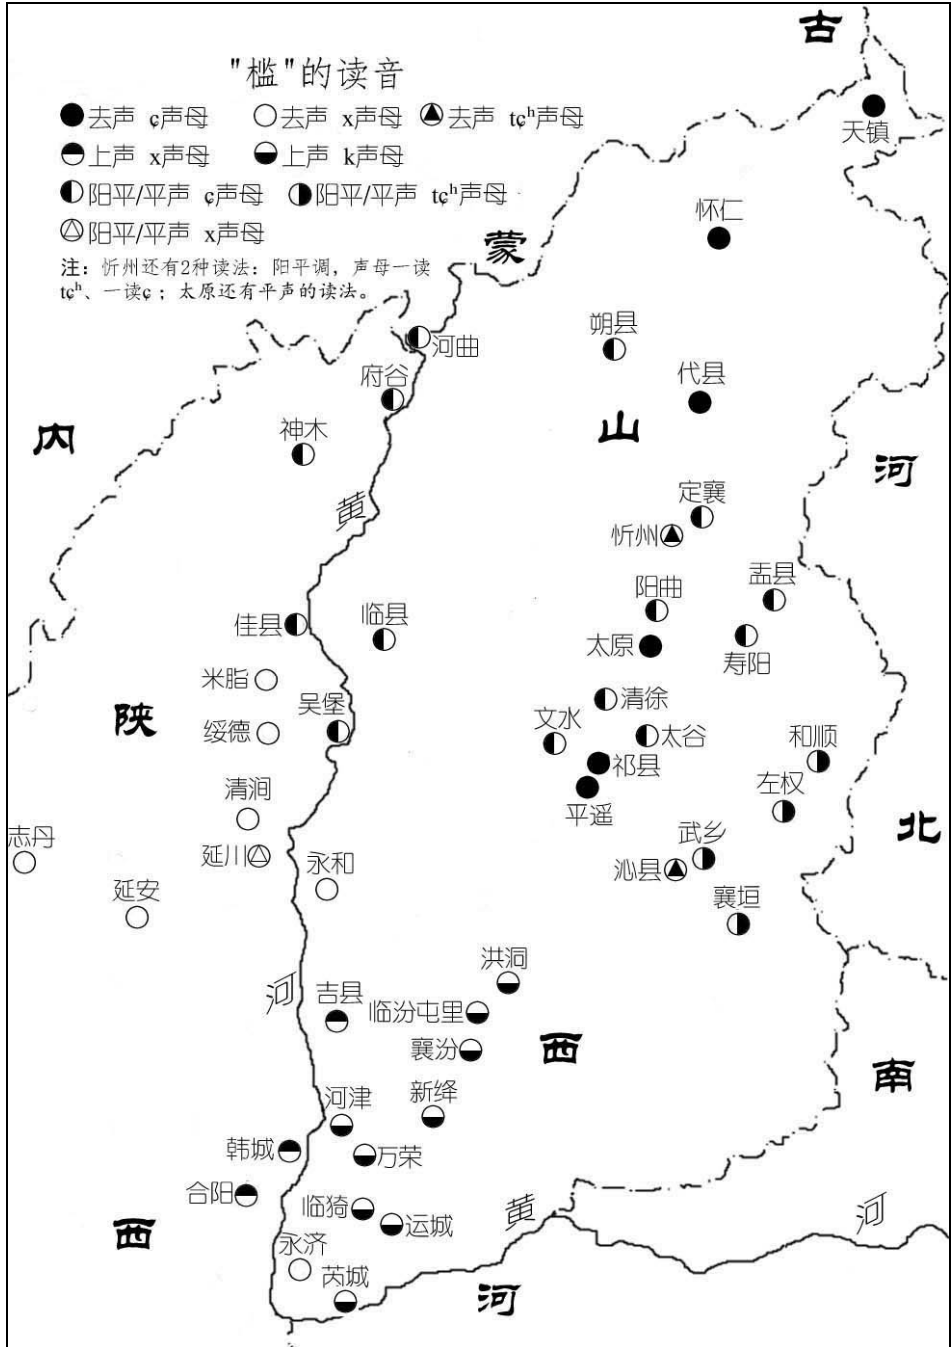 "槛"的读音
去声 ɕ声母 去声 x声母 去声 tɕʰ声母
上声 x声母 上声 k声母
阳平/平声 ɕ声母 阳平/平声 tɕʰ声母
阳平/平声 x声母
注：忻州还有2种读法：阳平调，声母一读
tɕʰ、一读ɕ；太原还有平声的读法。
古
天镇
怀仁
蒙
朔县
河曲
府谷
代县
神木
内
山
河
黄
定襄
忻州
盂县
阳曲
佳县
临县
太原
寿阳
米脂
陕
吴堡
清徐
绥德
文水
太谷
和顺
祁县
左权
清涧
平遥
北
志丹
武乡
延川
永和
沁县
延安
襄垣
洪洞
河
吉县
临汾屯里
襄汾
西
南
新绛
河津
韩城
万荣
合阳
临猗
运城
黄
河
西
永济
芮城
河